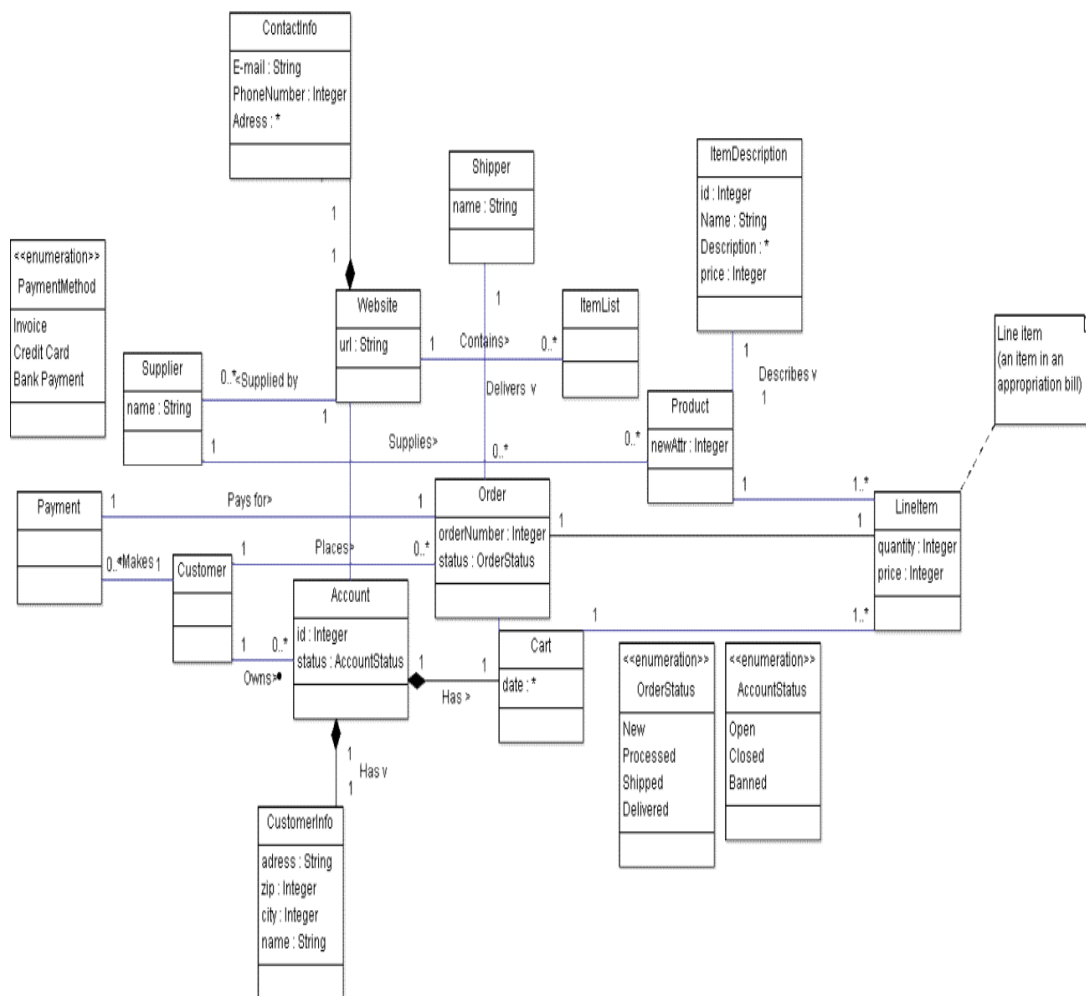 ContactInfo
E-mail : String
PhoneNumber : Integer
Adress : *
1
1
Shipper
name : String
1
ItemDescription
id : Integer
Name : String
Description : *
price : Integer
1
Describes v
1
<<enumeration>>
PaymentMethod
Invoice
Credit Card
Bank Payment
Website
url : String
1
Contains>
0..*
ItemList
Line item
(an item in an
appropriation bill)
Supplier
name : String
0..*
<Supplied by
1
Delivers v
0..*
Product
newAttr : Integer
1
Supplies>
0..*
1
1..*
Payment
1
Pays for>
1
Order
orderNumber : Integer
status : OrderStatus
1
1
LineItem
quantity : Integer
price : Integer
0..*
<Makes
1
Customer
1
Places>
0..*
Account
id : Integer
status : AccountStatus
1
0..*
Owns>
1
1
Has >
Cart
date : *
1
1..*
<<enumeration>>
OrderStatus
New
Processed
Shipped
Delivered
<<enumeration>>
AccountStatus
Open
Closed
Banned
1
Has v
1
CustomerInfo
adress : String
zip : Integer
city : Integer
name : String